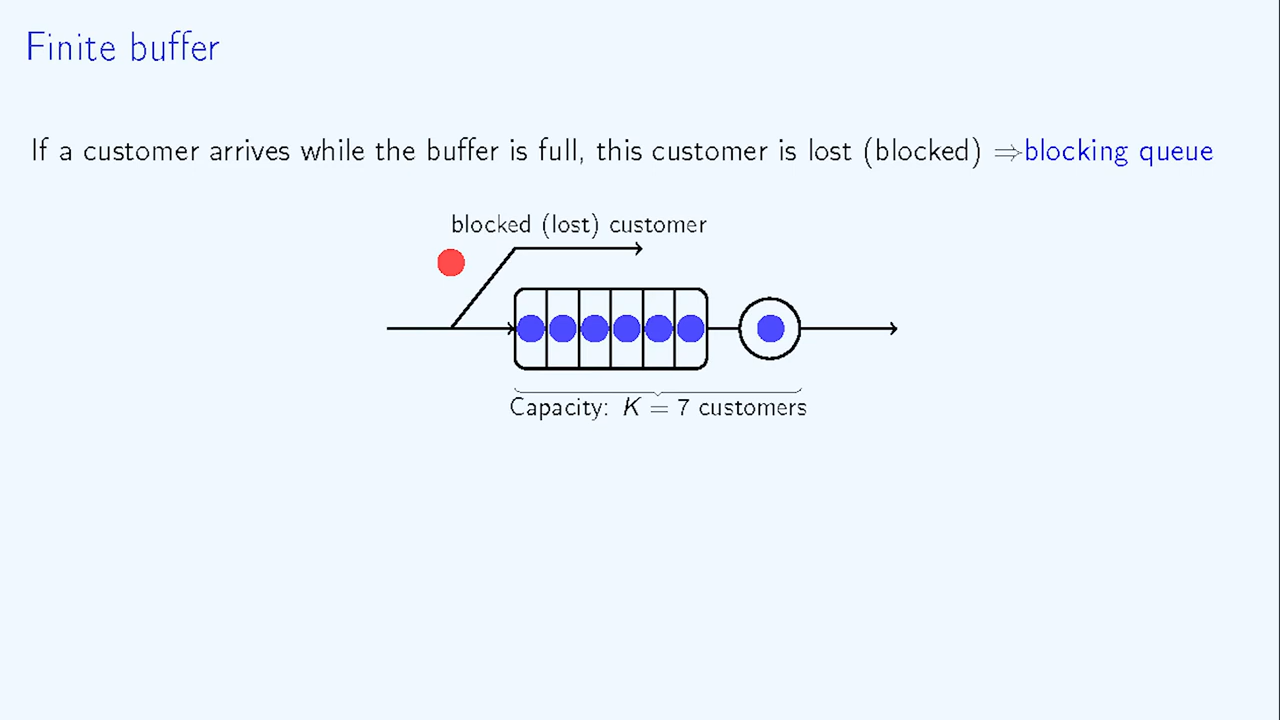 Finite buffer
If a customer arrives while the buffer is full, this customer is lost (blocked) ⇒blocking queue
blocked (lost) customer
Capacity: K = 7 customers